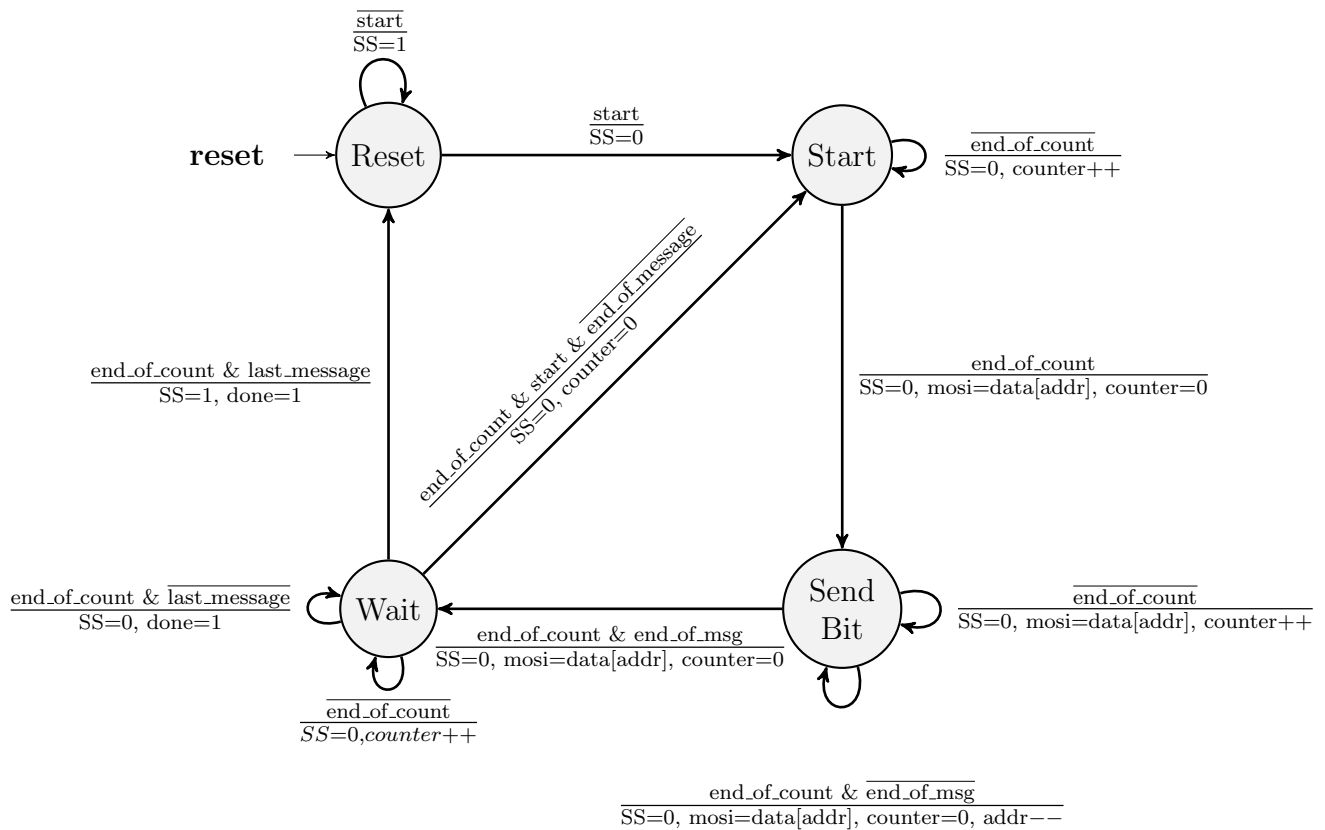 start
SS=1
reset
Reset
start
SS=0
Start
end_of_count
SS=0, counter++
end_of_count & start & end_of_message
SS=0, counter=0
end_of_count & last_message
SS=1, done=1
end_of_count
SS=0, mosi=data[addr], counter=0
end_of_count & last_message
SS=0, done=1
Wait
end_of_count & end_of_msg
SS=0, mosi=data[addr], counter=0
Send
Bit
end_of_count
SS=0, mosi=data[addr], counter++
end_of_count
SS=0,counter++
end_of_count & end_of_msg
SS=0, mosi=data[addr], counter=0, addr−−